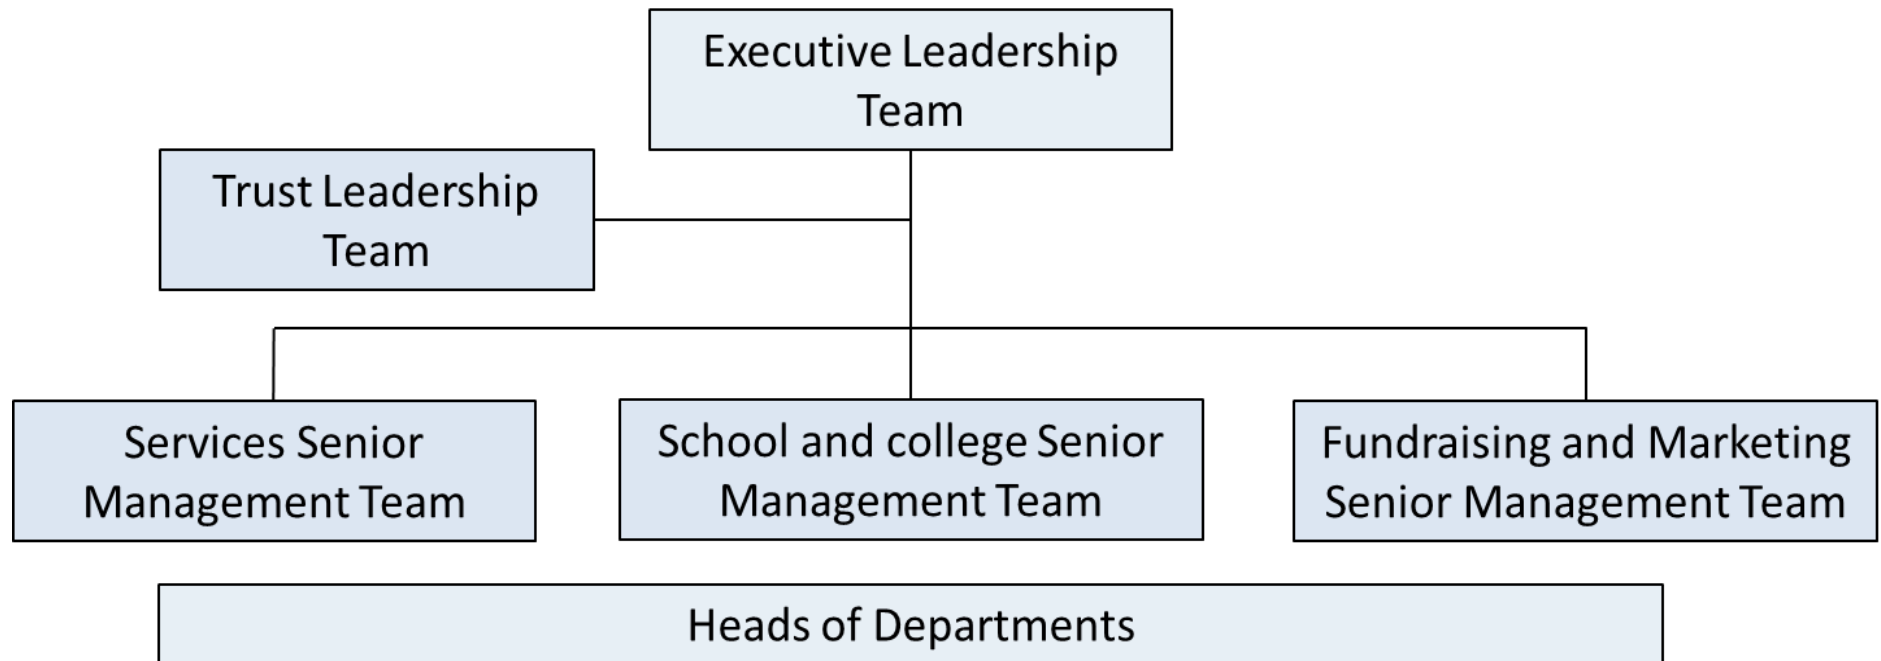 Executive Leadership
Team
Trust Leadership
Team
Services Senior
Management Team
School and college Senior
Management Team
Fundraising and Marketing
Senior Management Team
Heads of Departments